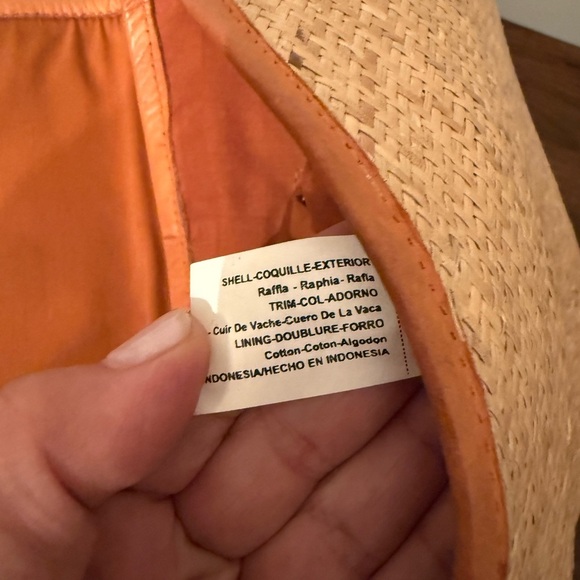 SHELL-COQUILLE-EXTERIOR
Raffia - Raphia- Rafia
TRIM-COL-ADORNO
- Cuir De Vache-Cuero De La Vaca
LINING-DOUBLURE-FORRO
Cotton-Coton-Algodon
NDONESIA/HECHO EN INDONESIA